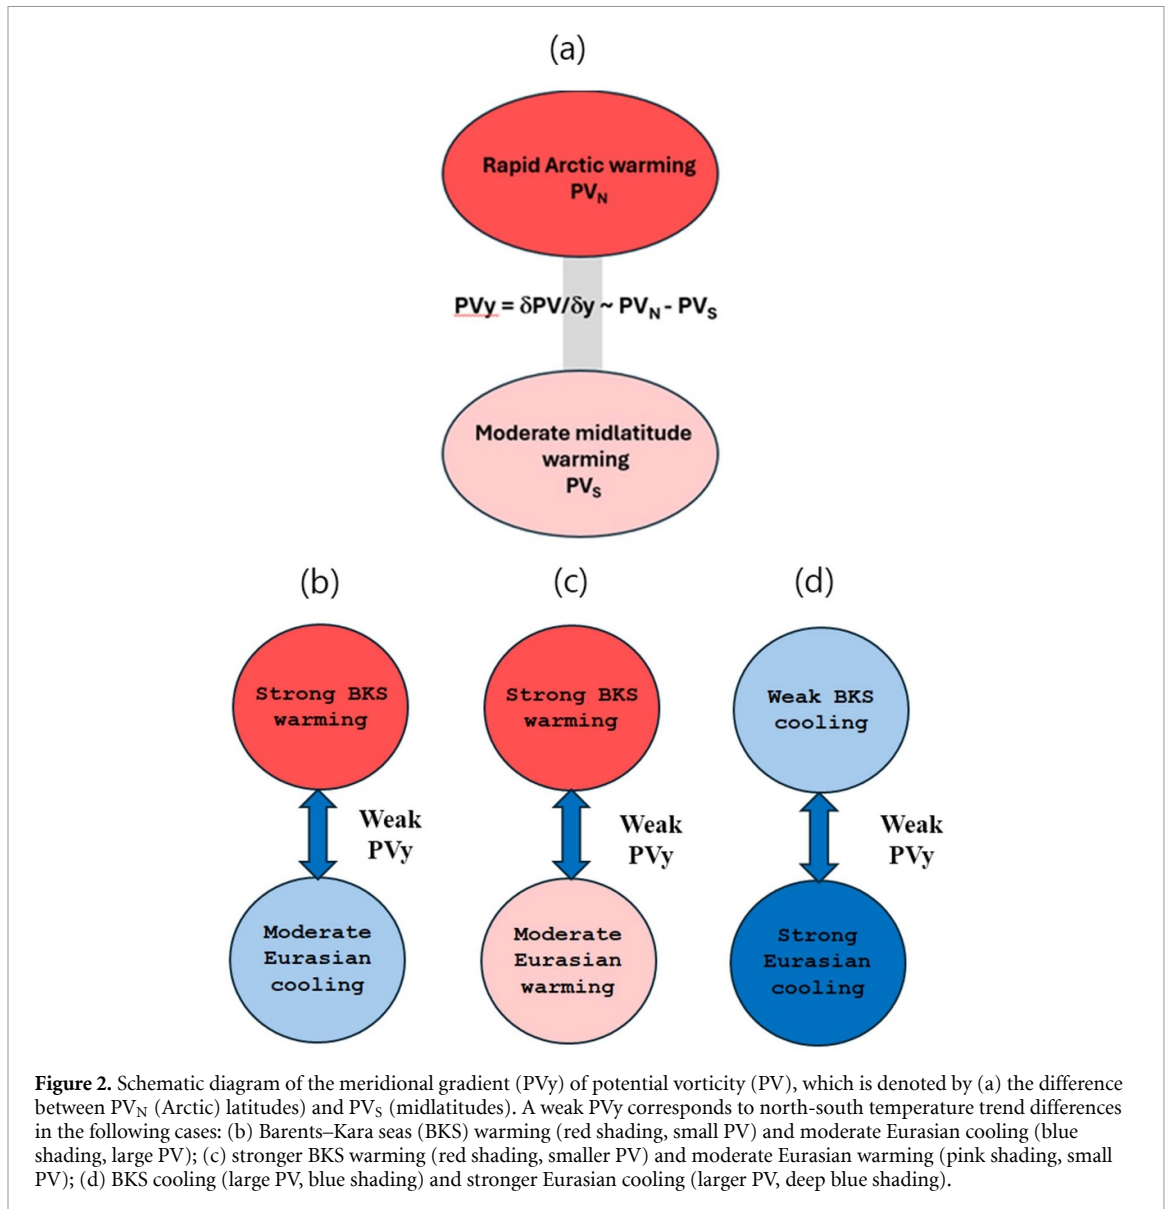 (a)
Rapid Arctic warming
PVN
PVy = δPV/δy ~ PVN - PVS
Moderate midlatitude
warming
PVS
(b)
(c)
(d)
Strong BKS
warming
Strong BKS
warming
Weak BKS
cooling
Weak
PVy
Weak
PVy
Weak
PVy
Moderate
Eurasian
cooling
Moderate
Eurasian
warming
Strong
Eurasian
cooling
Figure 2. Schematic diagram of the meridional gradient (PVy) of potential vorticity (PV), which is denoted by (a) the difference
between PVN (Arctic) latitudes) and PVS (midlatitudes). A weak PVy corresponds to north-south temperature trend differences
in the following cases: (b) Barents–Kara seas (BKS) warming (red shading, small PV) and moderate Eurasian cooling (blue
shading, large PV); (c) stronger BKS warming (red shading, smaller PV) and moderate Eurasian warming (pink shading, small
PV); (d) BKS cooling (large PV, blue shading) and stronger Eurasian cooling (larger PV, deep blue shading).